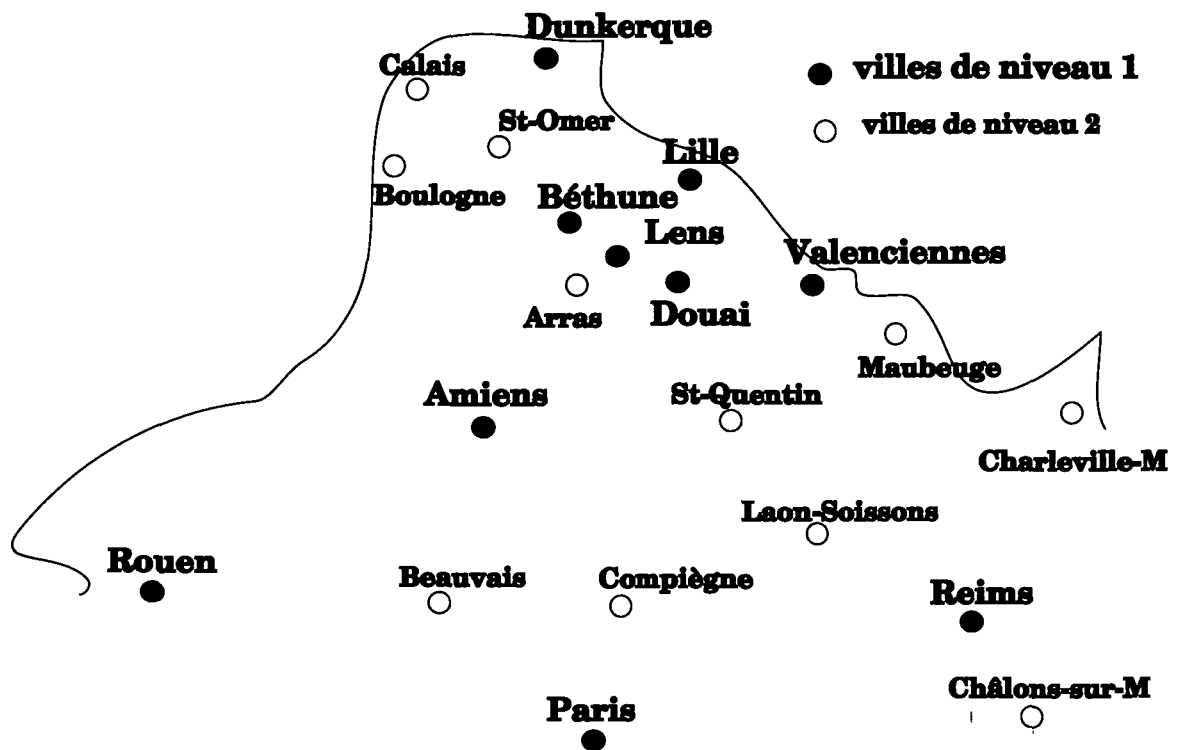 Dunkerque
Calais
villes de niveau 1
St-Omer
villes de niveau 2
Lille
Boulogne
Béthune
Lens
Valenciennes
Arras
Douai
Maubeuge
Amiens
St-Quentin
Charleville-M
Laon-Soissons
Rouen
Beauvais
Compiègne
Reims
Châlons-sur-M
Paris